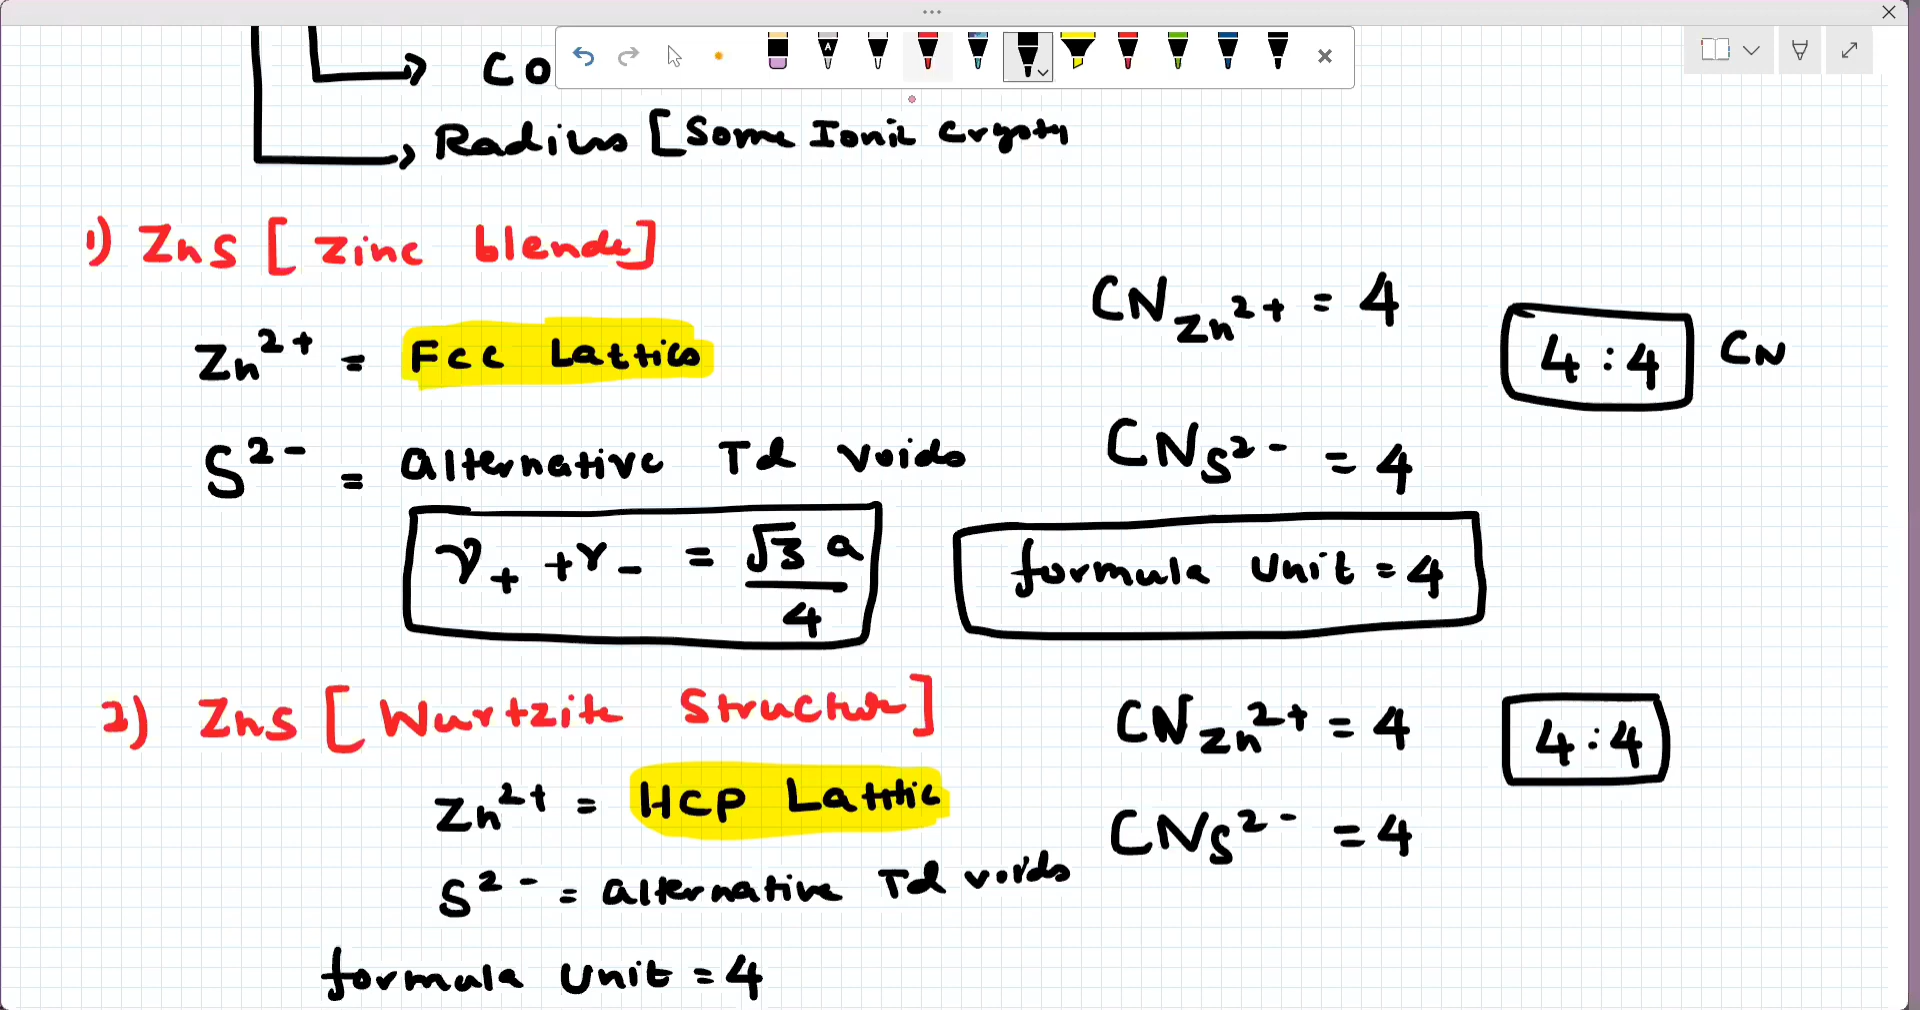 Co
Radius [Some Ionic Crysty
1) ZnS [ Zinc blende]
Zn²⁺ = Fcc Lattice
S²⁻ = alternative Td voids
r₊ + r₋ = √3 a / 4
CN Zn²⁺ = 4
CN S²⁻ = 4
4 : 4 CN
formula Unit = 4
2) ZnS [ Wurtzite Structure]
Zn²⁺ = HCP Lattic
S²⁻ = alternative Td voids
formula Unit = 4
CN Zn²⁺ = 4
CN S²⁻ = 4
4 : 4